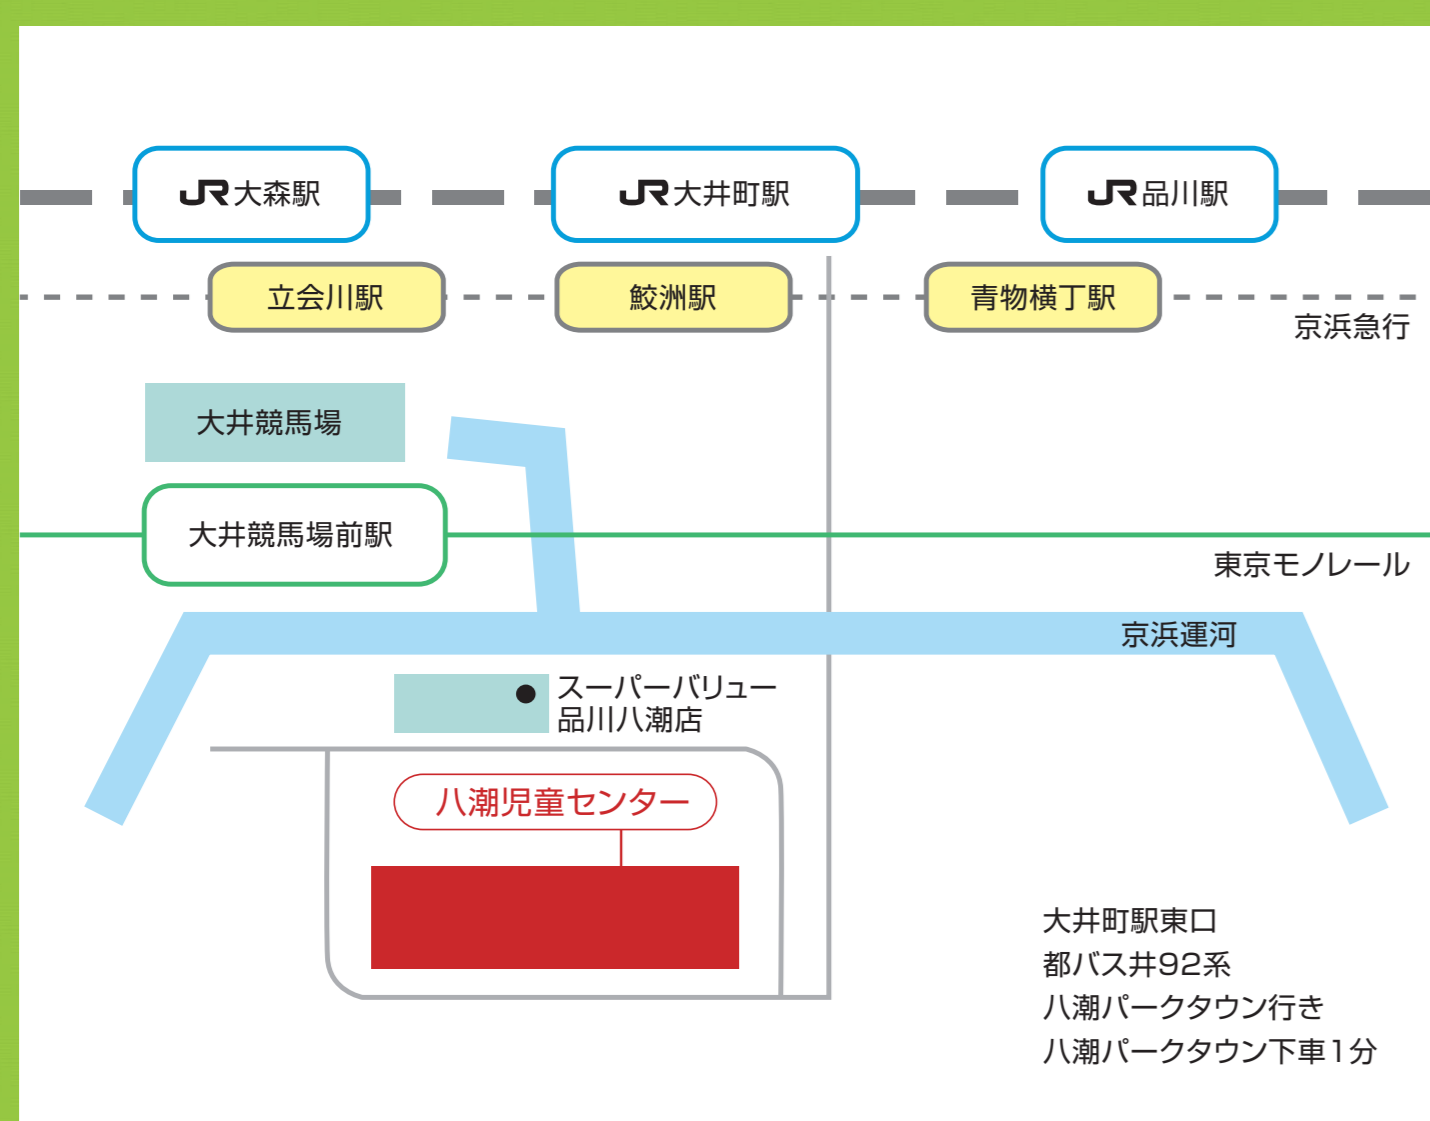 JR大森駅
JR大井町駅
JR品川駅
立会川駅
鮫洲駅
青物横丁駅
京浜急行
大井競馬場
大井競馬場前駅
東京モノレール
京浜運河
スーパーバリュー
品川八潮店
八潮児童センター
大井町駅東口
都バス井92系
八潮パークタウン行き
八潮パークタウン下車1分